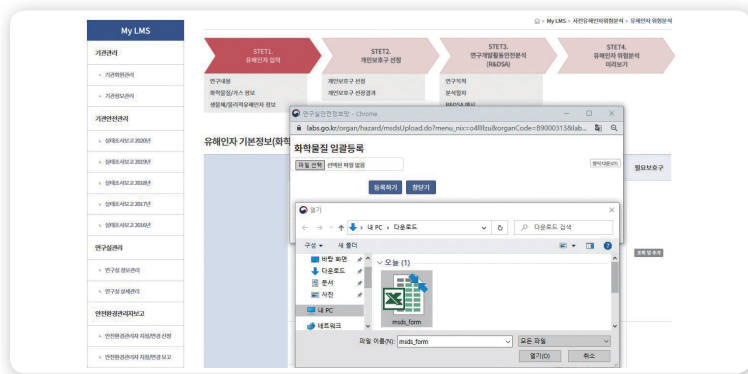 My LMS
⌂ > My LMS > 사전유해인자위험분석 > 유해인자 위험분석
기관관리
기관회원관리
기관정보관리
기관안전관리
실태조사보고 2020년
실태조사보고 2019년
실태조사보고 2018년
실태조사보고 2017년
실태조사보고 2016년
연구실관리
연구실 정보관리
연구실 상세관리
안전환경관리자보고
안전환경관리자 지정/변경 선정
안전환경관리자 지정/변경 보고
STET1.
유해인자 입력
STET2.
개인보호구 선정
STET3.
연구개발활동안전분석
(R&DSA)
STET4.
유해인자 위험분석
미리보기
연구내용
화학물질/가스 정보
생물체/물리적유해인자 정보
개인보호구 선정
개인보호구 선정결과
연구목적
분석절차
R&DSA 예시
유해인자 기본정보(화학
필요보호구
조회 및 추가
연구실안전정보망 - Chrome
labs.go.kr/organ/hazard/msdsUpload.do?
화학물질 일괄등록
파일 선택 선택된 파일 없음
양식다운로드
등록하기 창닫기
열기
내 PC > 다운로드
다운로드 검색
구성 새 폴더
바탕 화면
다운로드
문서
사진
내 PC
네트워크
오늘 (1)
msds_form
파일 이름(N): msds_form
모든 파일
열기(O) 취소